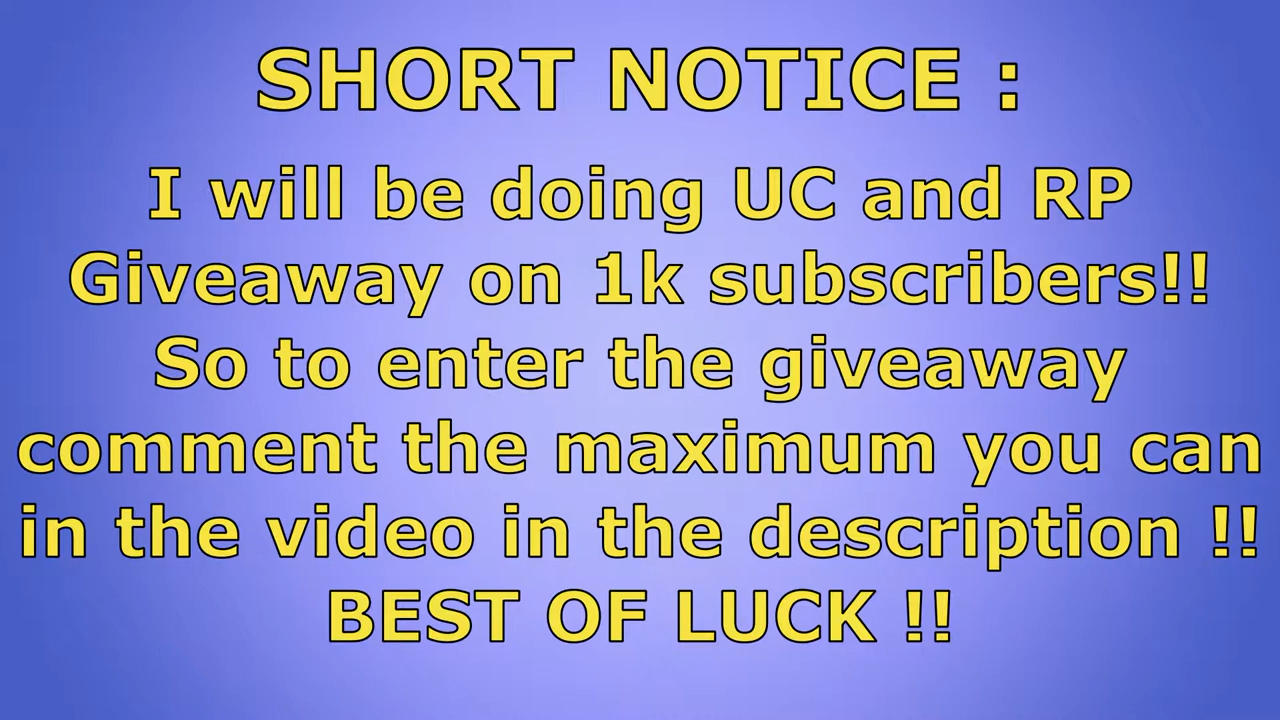 SHORT NOTICE :
I will be doing UC and RP
Giveaway on 1k subscribers!!
So to enter the giveaway
comment the maximum you can
in the video in the description !!
BEST OF LUCK !!